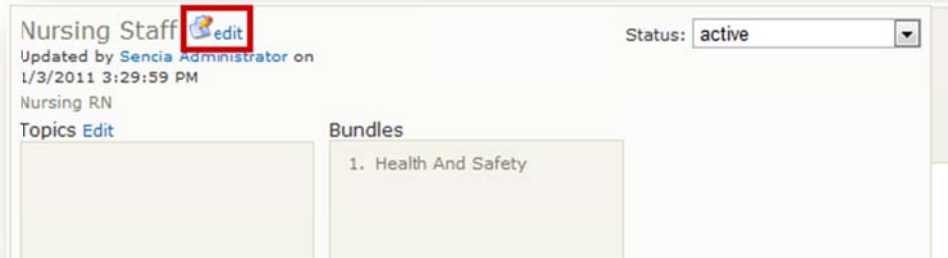 Nursing Staff edit
Status: active
Updated by Sencia Administrator on
1/3/2011 3:29:59 PM
Nursing RN
Topics Edit
Bundles
1. Health And Safety